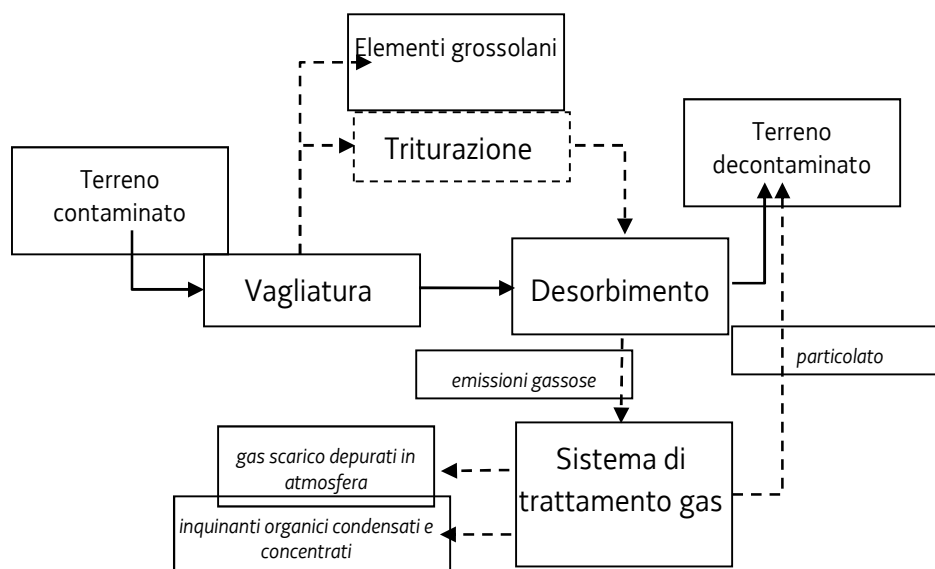 Elementi grossolani
Triturazione
Terreno
decontaminato
Terreno
contaminato
Vagliatura
Desorbimento
emissioni gassose
particolato
gas scarico depurati in
atmosfera
Sistema di
trattamento gas
inquinanti organici condensati e
concentrati